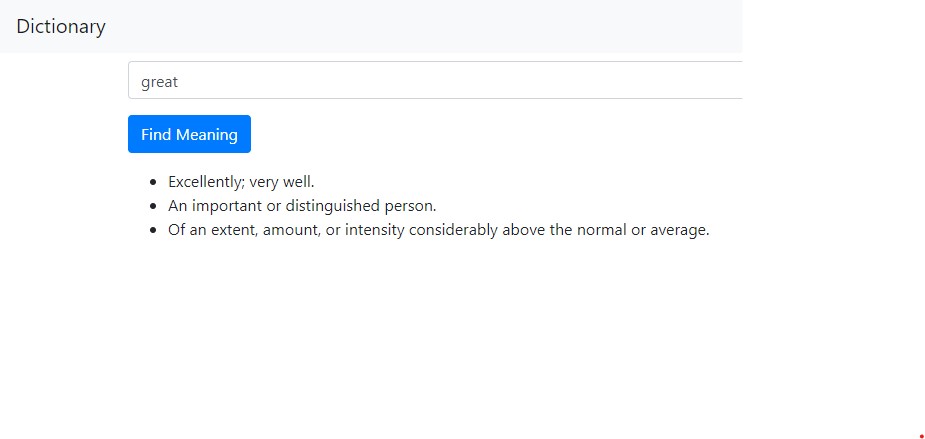 Dictionary
great
Find Meaning
Excellently; very well.
An important or distinguished person.
Of an extent, amount, or intensity considerably above the normal or average.